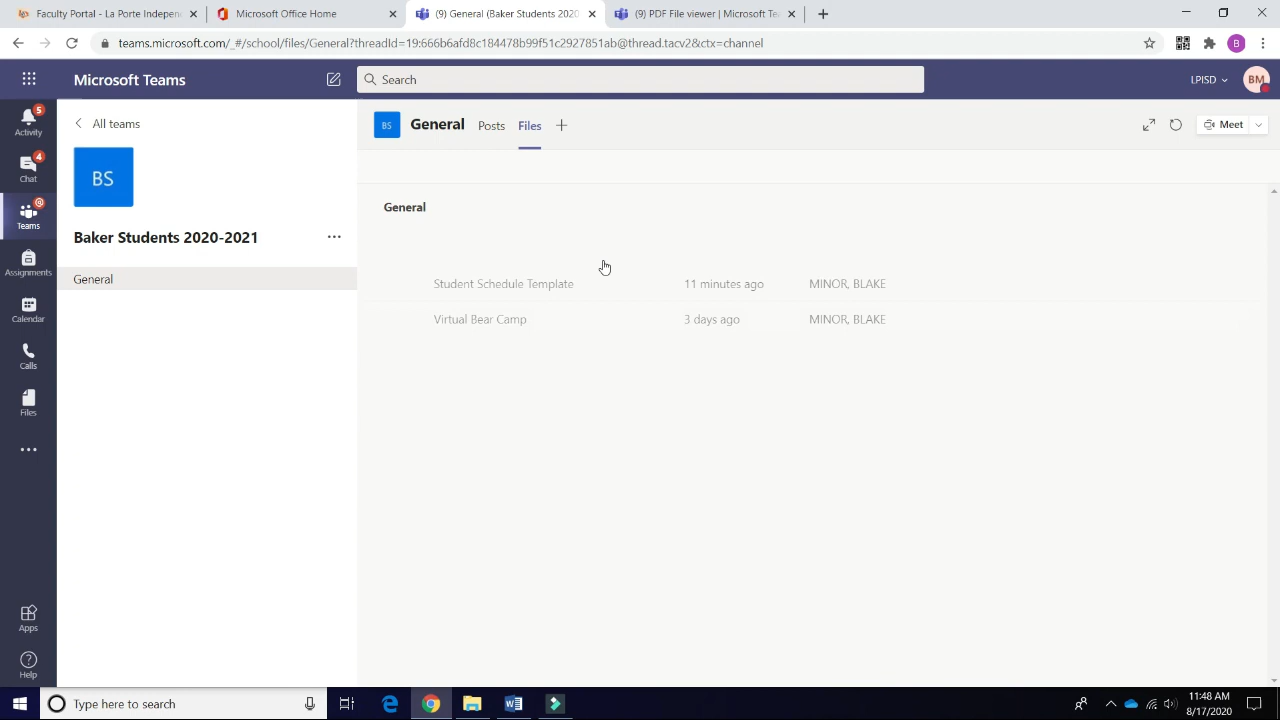 Faculty Portal - La Porte Indepen
Microsoft Office Home
(9) General (Baker Students 2020
(9) PDF File viewer | Microsoft Te
teams.microsoft.com/_#/school/files/General?threadId=19:666b6afd8c184478b99f51c2927851ab@thread.tacv2&ctx=channel
B
Microsoft Teams
Search
LPISD
BM
5
Activity
4
Chat
@
Teams
Assignments
Calendar
Calls
Files
Apps
Help
All teams
BS
Baker Students 2020-2021
General
BS
General
Posts
Files
Meet
General
Student Schedule Template 11 minutes ago MINOR, BLAKE
Virtual Bear Camp 3 days ago MINOR, BLAKE
Type here to search
11:48 AM
8/17/2020